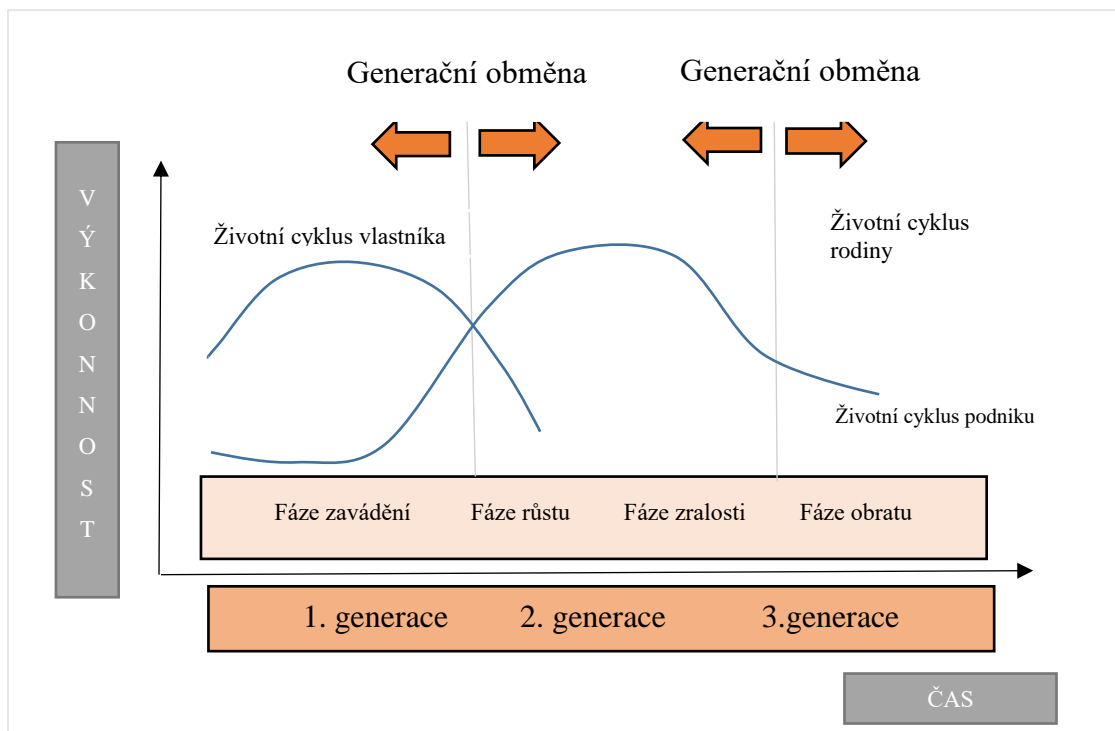 Generační obměna
Generační obměna
VÝKONNOST
Životní cyklus vlastníka
Životní cyklus
rodiny
Životní cyklus podniku
Fáze zavádění
Fáze růstu
Fáze zralosti
Fáze obratu
1. generace
2. generace
3.generace
ČAS